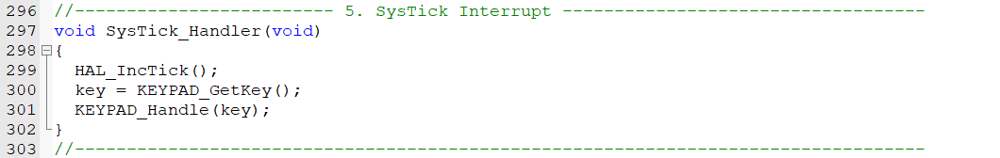 296 //------------------------- 5. SysTick Interrupt -----------------------------------
297 void SysTick_Handler(void)
298 {
299 HAL_IncTick();
300 key = KEYPAD_GetKey();
301 KEYPAD_Handle(key);
302 }
303 //----------------------------------------------------------------------------------